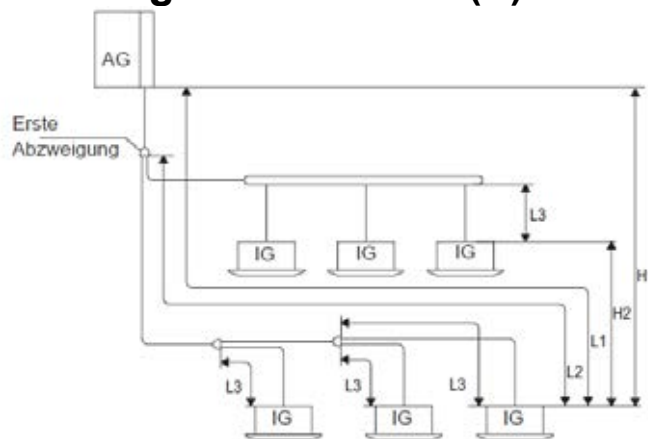 AG
Erste
Abzweigung
L3
IG IG IG
H
H2
L1
L2
L3 L3 L3
IG IG IG